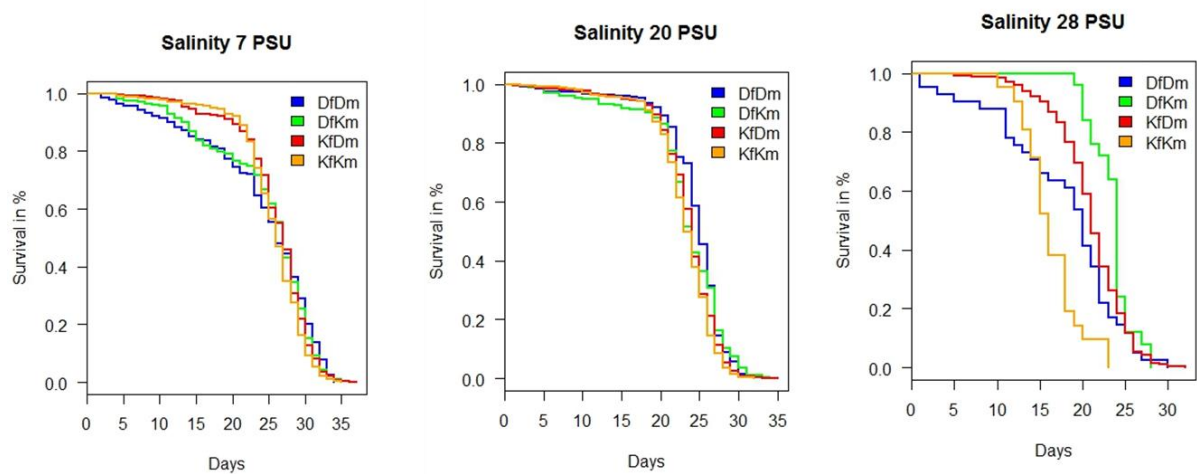 Salinity 7 PSU
Survival in %
1.0
0.8
0.6
0.4
0.2
0.0
DfDm
DfKm
KfDm
KfKm
0 5 10 15 20 25 30 35
Days
Salinity 20 PSU
Survival in %
1.0
0.8
0.6
0.4
0.2
0.0
DfDm
DfKm
KfDm
KfKm
0 5 10 15 20 25 30 35
Days
Salinity 28 PSU
Survival in %
1.0
0.8
0.6
0.4
0.2
0.0
DfDm
DfKm
KfDm
KfKm
0 5 10 15 20 25 30
Days